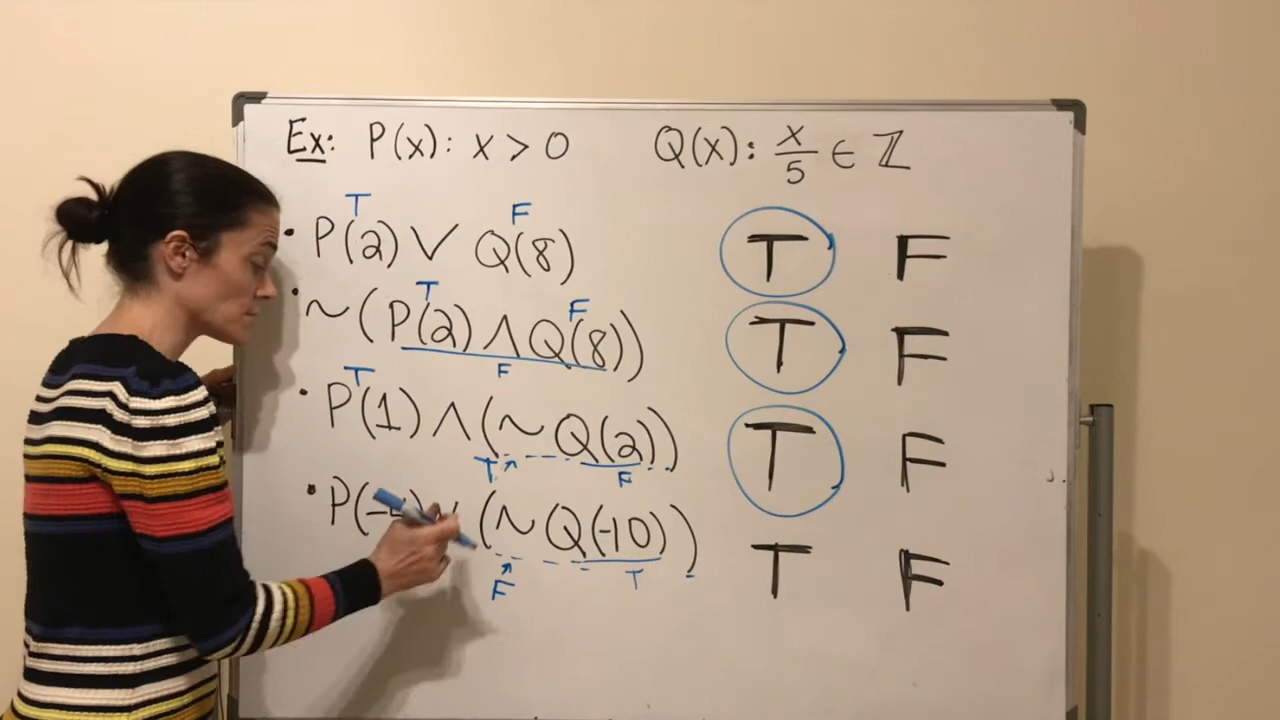 Ex: P(x): x > 0 Q(x): x/5 ∈ ℤ
T F
• P(2) ∨ Q(8) T F
T F
• ~(P(2) ∧ Q(8)) T F
F
T
• P(1) ∧ (~Q(2)) T F
T F
• P(- (~Q(-10)) T F
F T